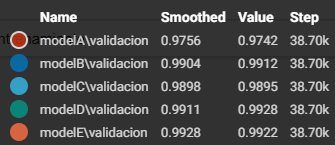 Name Smoothed Value Step
modelA\validacion 0.9756 0.9742 38.70k
modelB\validacion 0.9904 0.9912 38.70k
modelC\validacion 0.9898 0.9895 38.70k
modelD\validacion 0.9911 0.9928 38.70k
modelE\validacion 0.9928 0.9922 38.70k